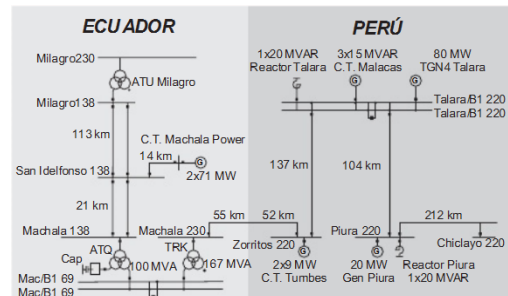 ECUADOR
PERÚ
Milagro230
ATU Milagro
Milagro138
113 km
C.T. Machala Power
14 km
G
2x71 MW
San Idelfonso 138
21 km
Machala 138
Machala 230
ATQ
TRK
Cap
100 MVA
167 MVA
Mac/B1 69
Mac/B1 69
1x20 MVAR
Reactor Talara
3x15 MVAR
C.T. Malacas
80 MW
TGN4 Talara
G
G
Talara/B1 220
Talara/B1 220
137 km
104 km
55 km
52 km
212 km
Zorritos 220
Piura 220
Chiclayo 220
G
G
2x9 MW
C.T. Tumbes
20 MW
Gen Piura
Reactor Piura
1x20 MVAR